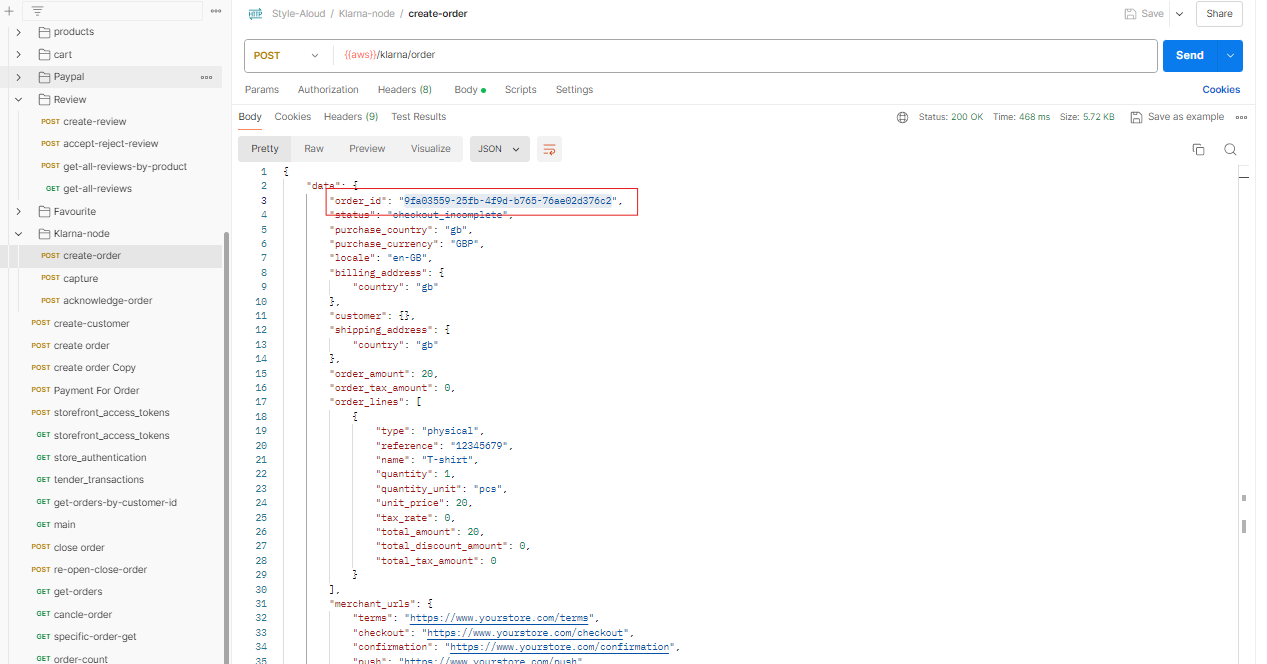 products
cart
Paypal
Review
POST create-review
POST accept-reject-review
POST get-all-reviews-by-product
GET get-all-reviews
Favourite
Klarna-node
POST create-order
POST capture
POST acknowledge-order
POST create-customer
POST create order
POST create order Copy
POST Payment For Order
POST storefront_access_tokens
GET storefront_access_tokens
GET store_authentication
GET tender_transactions
GET get-orders-by-customer-id
GET main
POST close order
POST re-open-close-order
GET get-orders
GET cancle-order
GET specific-order-get
GET order-count
HTTP Style-Aloud / Klarna-node / create-order
Save
Share
POST {{aws}}/klarna/order
Send
Params Authorization Headers (8) Body Scripts Settings
Cookies
Body Cookies Headers (9) Test Results
Status: 200 OK Time: 468 ms Size: 5.72 KB Save as example
Pretty Raw Preview Visualize JSON
1 {
2 "data": {
3 "order_id": "9fa03559-25fb-4f9d-b765-76ae02d376c2",
4 "status": "checkout_incomplete",
5 "purchase_country": "gb",
6 "purchase_currency": "GBP",
7 "locale": "en-GB",
8 "billing_address": {
9 "country": "gb"
10 },
11 "customer": {},
12 "shipping_address": {
13 "country": "gb"
14 },
15 "order_amount": 20,
16 "order_tax_amount": 0,
17 "order_lines": [
18 {
19 "type": "physical",
20 "reference": "12345679",
21 "name": "T-shirt",
22 "quantity": 1,
23 "quantity_unit": "pcs",
24 "unit_price": 20,
25 "tax_rate": 0,
26 "total_amount": 20,
27 "total_discount_amount": 0,
28 "total_tax_amount": 0
29 }
30 ],
31 "merchant_urls": {
32 "terms": "https://www.yourstore.com/terms",
33 "checkout": "https://www.yourstore.com/checkout",
34 "confirmation": "https://www.yourstore.com/confirmation",
35 "push": "https://www.yourstore.com/push"